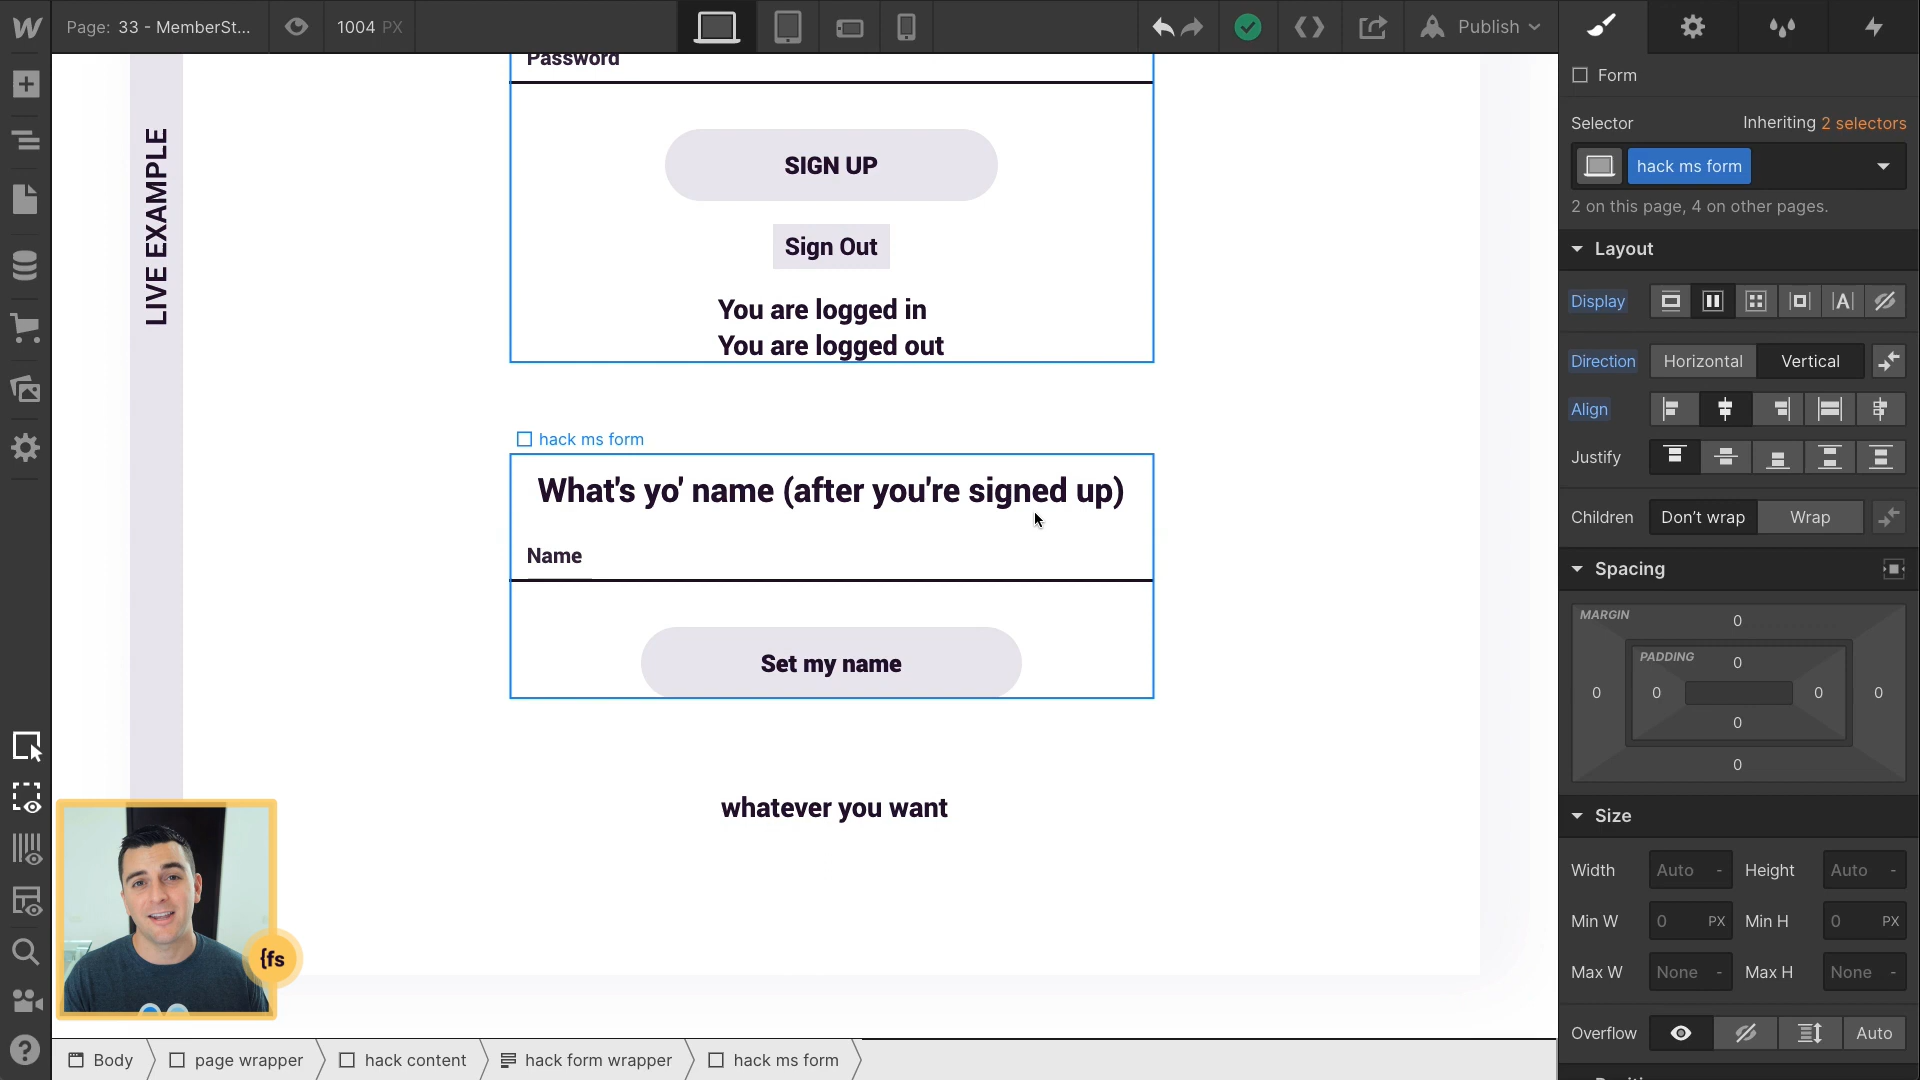 Page: 33 - MemberSt...
1004 PX
Publish
LIVE EXAMPLE
Password
SIGN UP
Sign Out
You are logged in
You are logged out
hack ms form
What's yo' name (after you're signed up)
Name
Set my name
whatever you want
{fs
Body
page wrapper
hack content
hack form wrapper
hack ms form
Form
Selector
Inheriting 2 selectors
hack ms form
2 on this page, 4 on other pages.
Layout
Display
Direction Horizontal Vertical
Align
Justify
Children Don't wrap Wrap
Spacing
MARGIN
0
PADDING
0
0 0 0 0
0
0
Size
Width Auto - Height Auto -
Min W 0 PX Min H 0 PX
Max W None - Max H None -
Overflow Auto